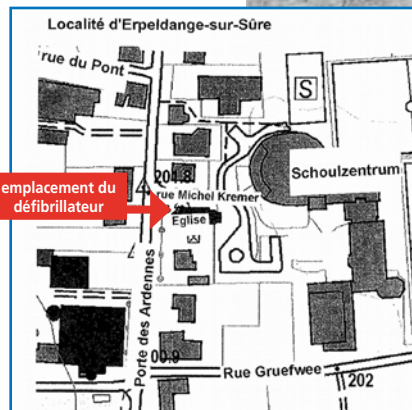 Localité d'Erpeldange-sur-Sûre
rue du Pont
S
Schoulzentrum
201.8
rue Michel Kremer
emplacement du
défibrillateur
Eglise
Porte des Ardennes
00.9
Rue Gruefwee
202